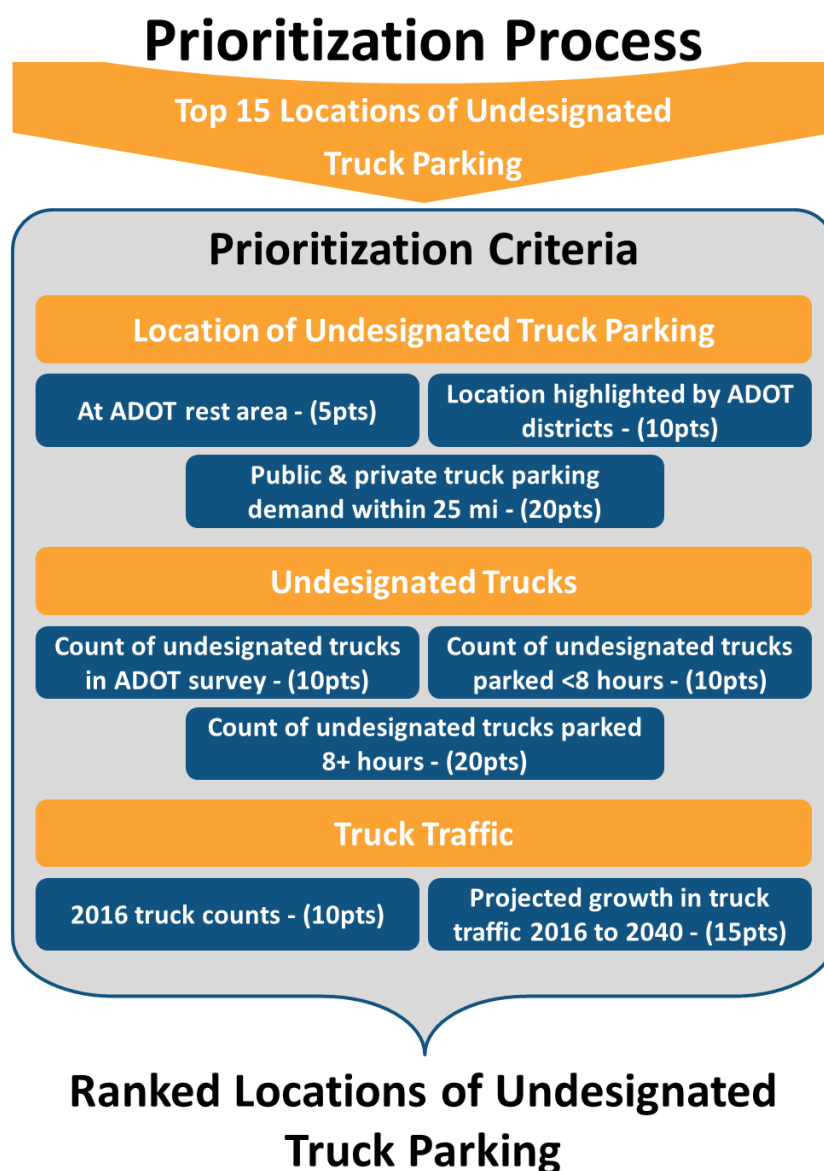 Prioritization Process
Top 15 Locations of Undesignated
Truck Parking
Prioritization Criteria
Location of Undesignated Truck Parking
At ADOT rest area - (5pts)
Location highlighted by ADOT
districts - (10pts)
Public & private truck parking
demand within 25 mi - (20pts)
Undesignated Trucks
Count of undesignated trucks
in ADOT survey - (10pts)
Count of undesignated trucks
parked <8 hours - (10pts)
Count of undesignated trucks parked
8+ hours - (20pts)
Truck Traffic
2016 truck counts - (10pts)
Projected growth in truck
traffic 2016 to 2040 - (15pts)
Ranked Locations of Undesignated
Truck Parking